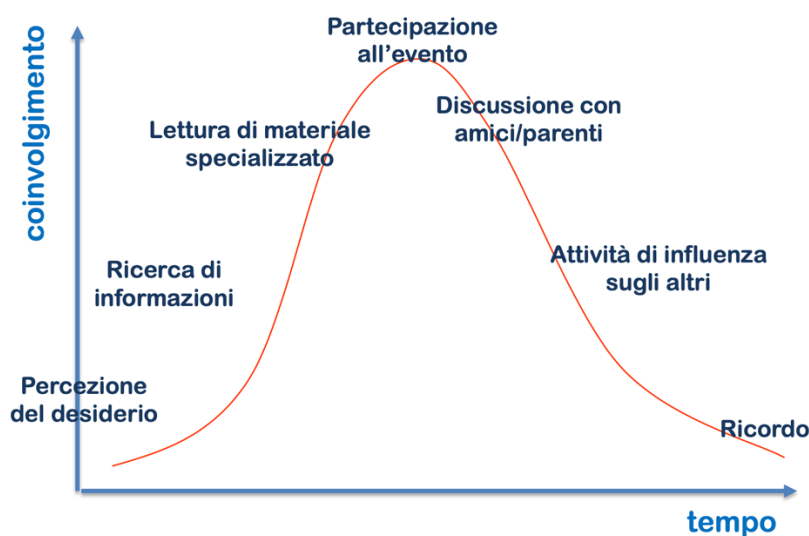 coinvolgimento
Partecipazione
all'evento
Lettura di materiale
specializzato
Discussione con
amici/parenti
Ricerca di
informazioni
Attività di influenza
sugli altri
Percezione
del desiderio
Ricordo
tempo